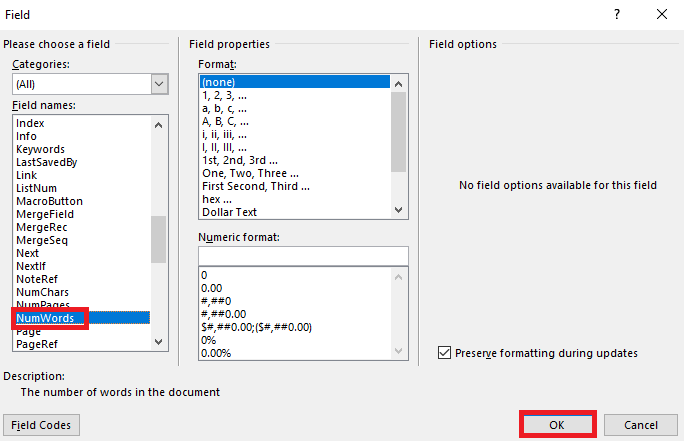 Field
?
Please choose a field
Categories:
(All)
Field names:
Index
Info
Keywords
LastSavedBy
Link
ListNum
MacroButton
MergeField
MergeRec
MergeSeq
Next
NextIf
NoteRef
NumChars
NumPages
NumWords
Page
PageRef
Field properties
Format:
(none)
1, 2, 3, ...
a, b, c, ...
A, B, C, ...
i, ii, iii, ...
I, II, III, ...
1st, 2nd, 3rd ...
One, Two, Three ...
First Second, Third ...
hex ...
Dollar Text
Numeric format:
0
0.00
#,##0
#,##0.00
$#,##0.00;($#,##0.00)
0%
0.00%
Field options
No field options available for this field
Preserve formatting during updates
Description:
The number of words in the document
Field Codes
OK
Cancel